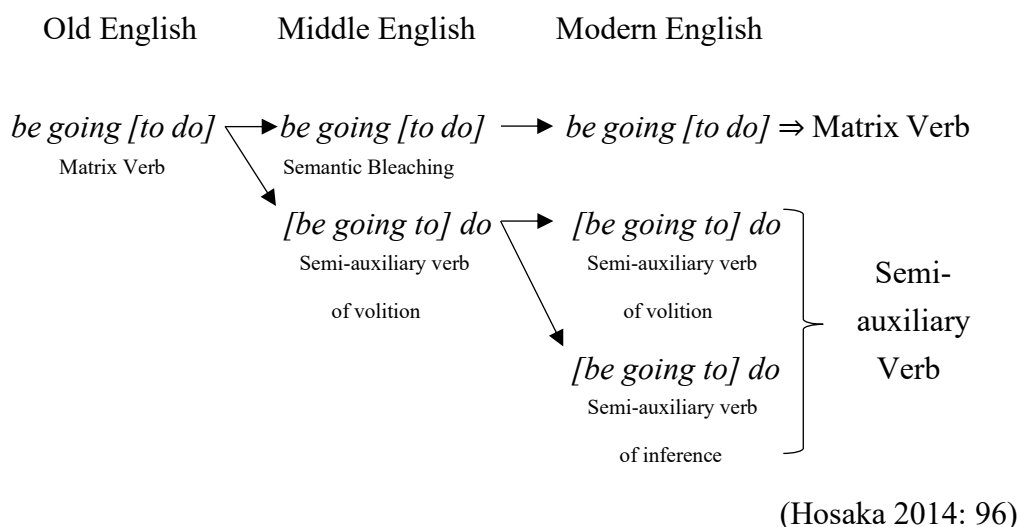 Old English Middle English Modern English
be going [to do] be going [to do] be going [to do] ⇒ Matrix Verb
Matrix Verb Semantic Bleaching
[be going to] do [be going to] do
Semi-auxiliary verb Semi-auxiliary verb
of volition of volition
Semi-
auxiliary
Verb
[be going to] do
Semi-auxiliary verb
of inference
(Hosaka 2014: 96)